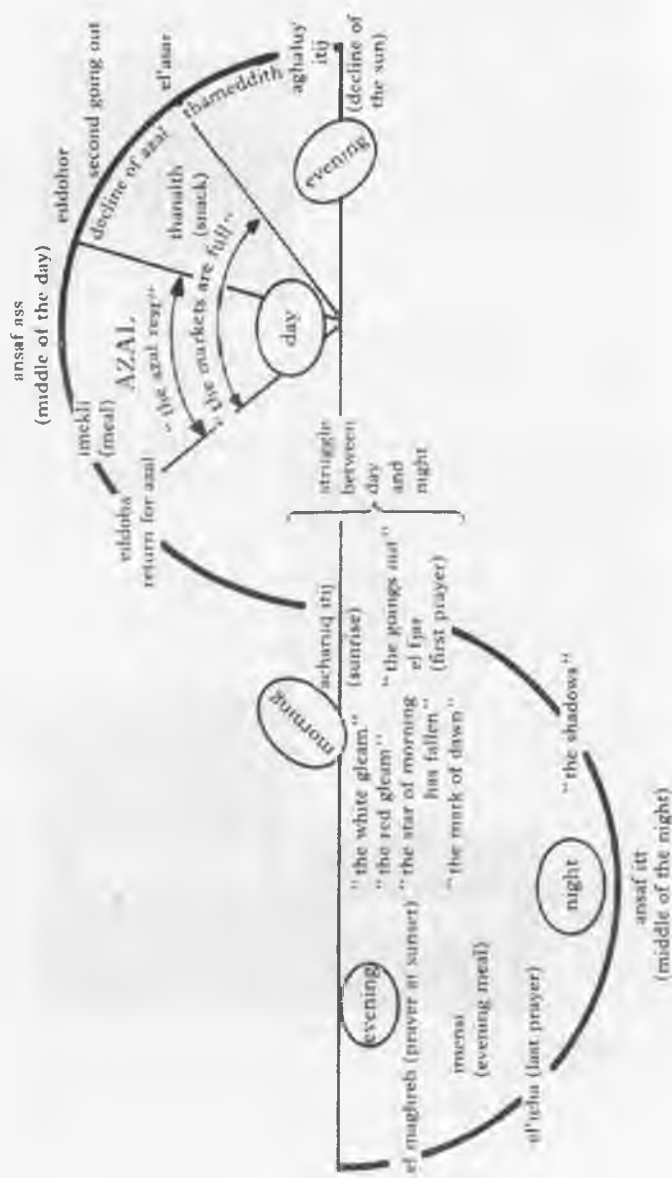 ansaf ass
(middle of the day)
imekli
(meal)
eddoha
return for azal
AZAL
"the azal rest"
"the markets are full"
eddohor
second going out
decline of azal
thanalth
(snack)
el'asar
thameddith
aghaluy
itij
(decline of
the sun)
evening
day
struggle
between
day
and
night
morning
acharuq itij
(sunrise)
"the goings out"
el fjar
(first prayer)
"the white gleam"
"the red gleam"
"the star of morning
has fallen"
"the mark of dawn"
"the shadows"
evening
el maghreb (prayer at sunset)
imensi
(evening meal)
night
el'icha (last prayer)
ansaf itt
(middle of the night)